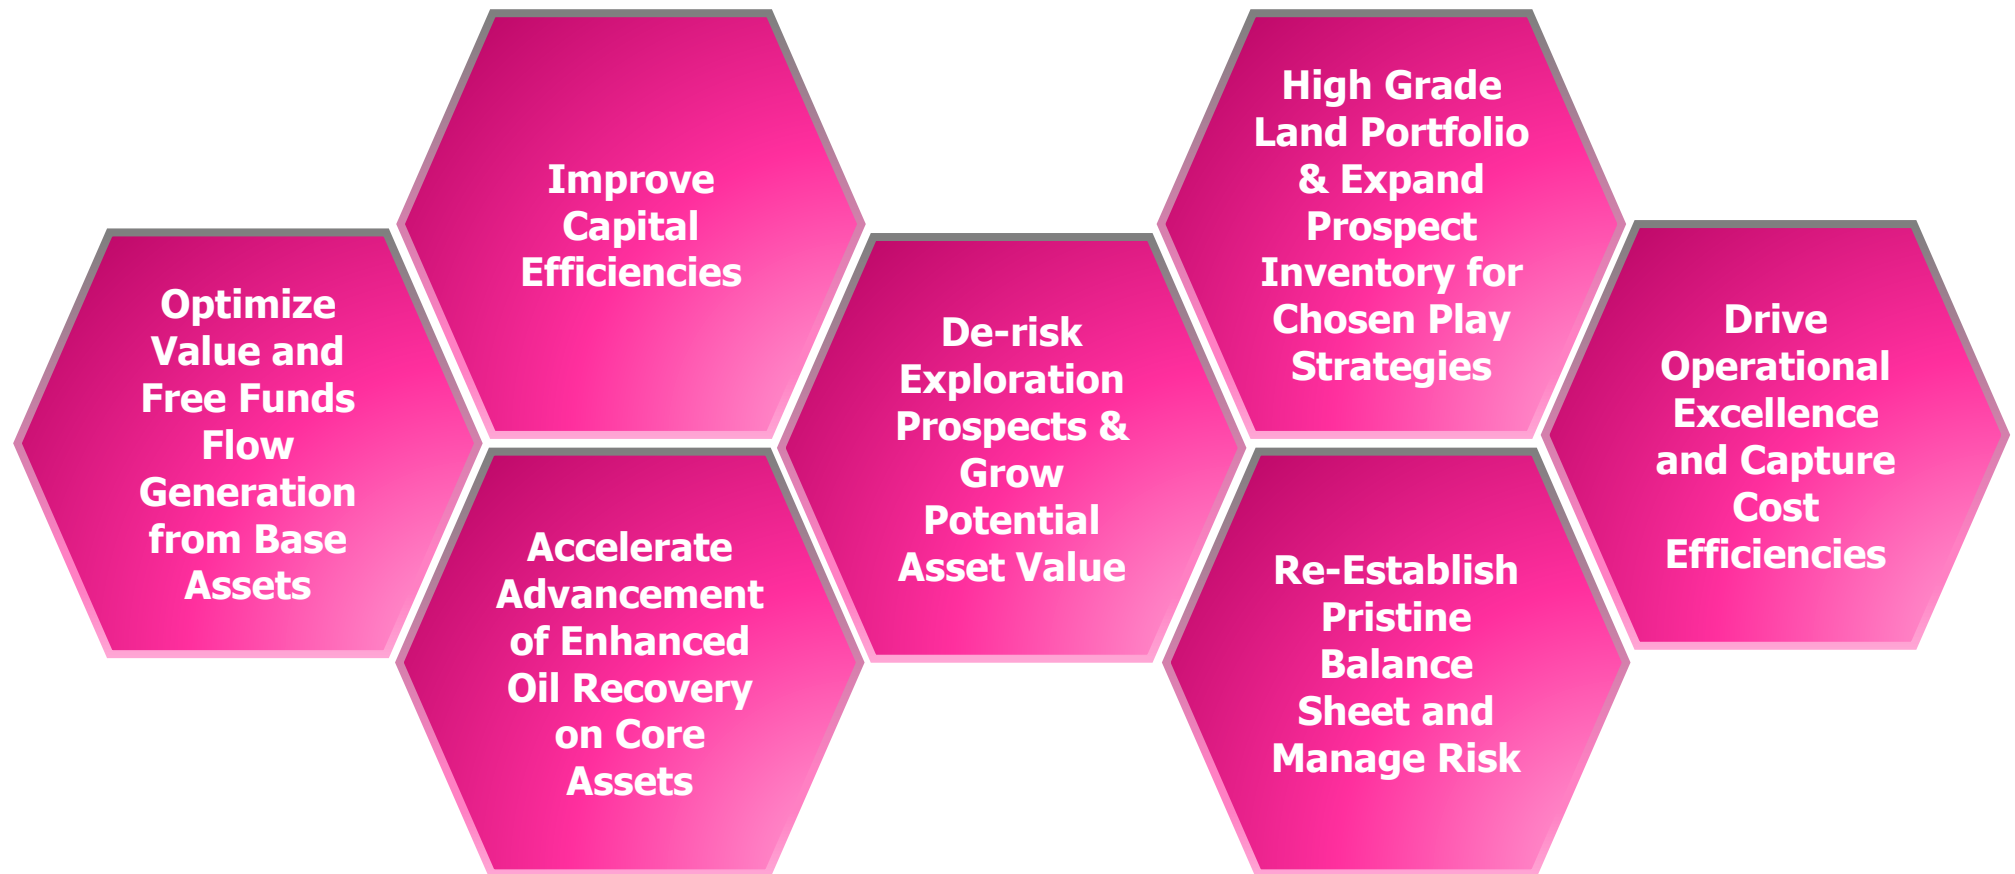 Optimize
Value and
Free Funds
Flow
Generation
from Base
Assets
Improve
Capital
Efficiencies
Accelerate
Advancement
of Enhanced
Oil Recovery
on Core
Assets
De-risk
Exploration
Prospects &
Grow
Potential
Asset Value
High Grade
Land Portfolio
& Expand
Prospect
Inventory for
Chosen Play
Strategies
Re-Establish
Pristine
Balance
Sheet and
Manage Risk
Drive
Operational
Excellence
and Capture
Cost
Efficiencies